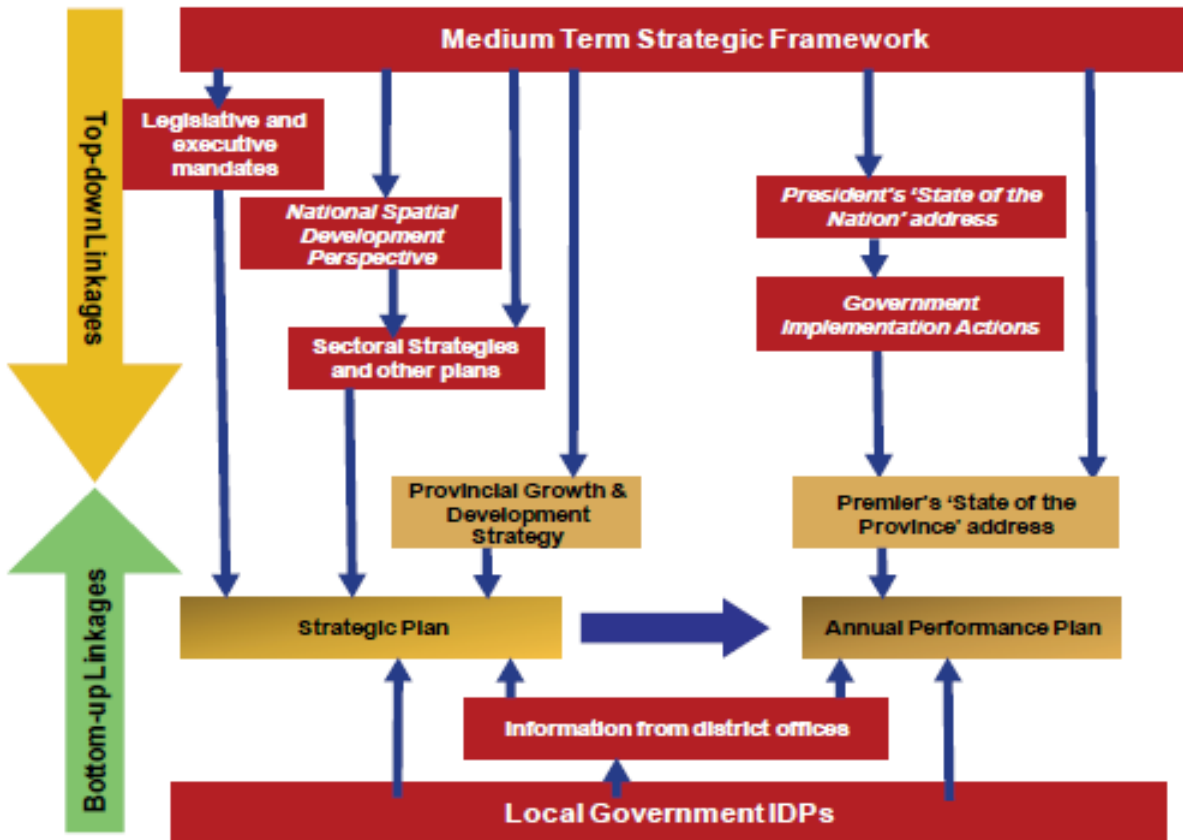 Medium Term Strategic Framework
Top-down Linkages
Legislative and
executive
mandates
National Spatial
Development
Perspective
President's 'State of the
Nation' address
Government
Implementation Actions
Sectoral Strategies
and other plans
Provincial Growth &
Development
Strategy
Premier's 'State of the
Province' address
Bottom-up Linkages
Strategic Plan
Annual Performance Plan
Information from district offices
Local Government IDPs